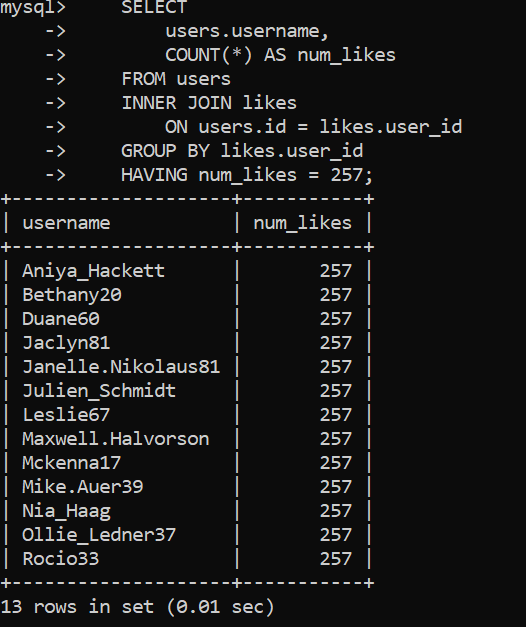 mysql>     SELECT
    ->         users.username,
    ->         COUNT(*) AS num_likes
    ->     FROM users
    ->     INNER JOIN likes
    ->         ON users.id = likes.user_id
    ->     GROUP BY likes.user_id
    ->     HAVING num_likes = 257;
+--------------------+-----------+
| username           | num_likes |
+--------------------+-----------+
| Aniya_Hackett      |       257 |
| Bethany20          |       257 |
| Duane60            |       257 |
| Jaclyn81           |       257 |
| Janelle.Nikolaus81 |       257 |
| Julien_Schmidt     |       257 |
| Leslie67           |       257 |
| Maxwell.Halvorson  |       257 |
| Mckenna17          |       257 |
| Mike.Auer39        |       257 |
| Nia_Haag           |       257 |
| Ollie_Ledner37     |       257 |
| Rocio33            |       257 |
+--------------------+-----------+
13 rows in set (0.01 sec)